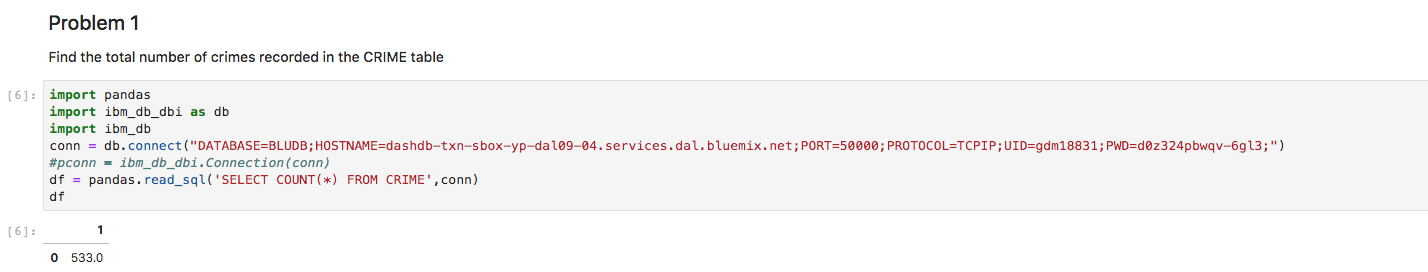 Problem 1
Find the total number of crimes recorded in the CRIME table
[6]: import pandas
import ibm_db_dbi as db
import ibm_db
conn = db.connect("DATABASE=BLUDB;HOSTNAME=dashdb-txn-sbox-yp-dal09-04.services.dal.bluemix.net;PORT=50000;PROTOCOL=TCPIP;UID=gdm18831;PWD=d0z324pbwqv-6gl3;")
#pconn = ibm_db_dbi.Connection(conn)
df = pandas.read_sql('SELECT COUNT(*) FROM CRIME',conn)
df
[6]: 1
0 533.0